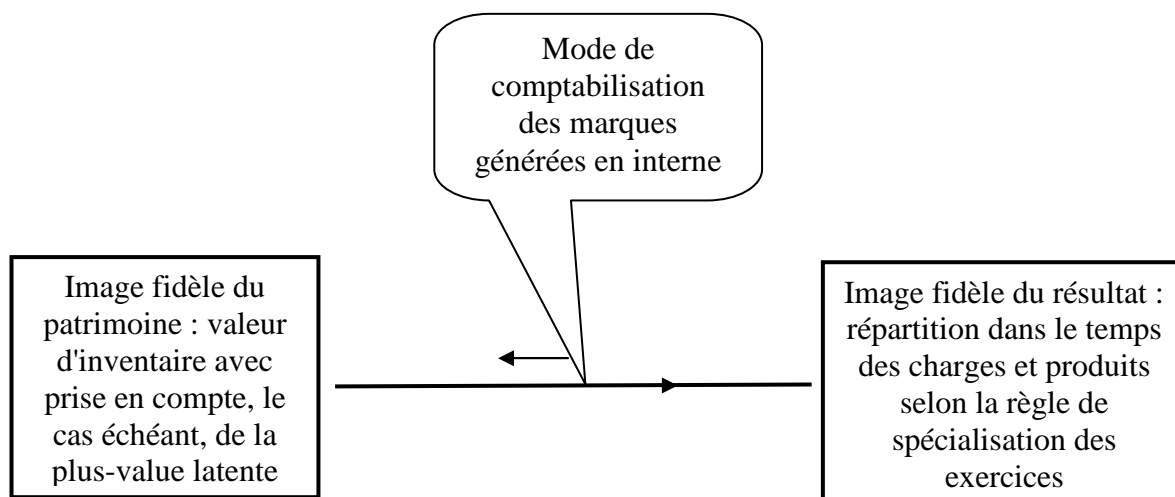 Mode de
comptabilisation
des marques
générées en interne
Image fidèle du
patrimoine : valeur
d'inventaire avec
prise en compte, le
cas échéant, de la
plus-value latente
Image fidèle du résultat :
répartition dans le temps
des charges et produits
selon la règle de
spécialisation des
exercices